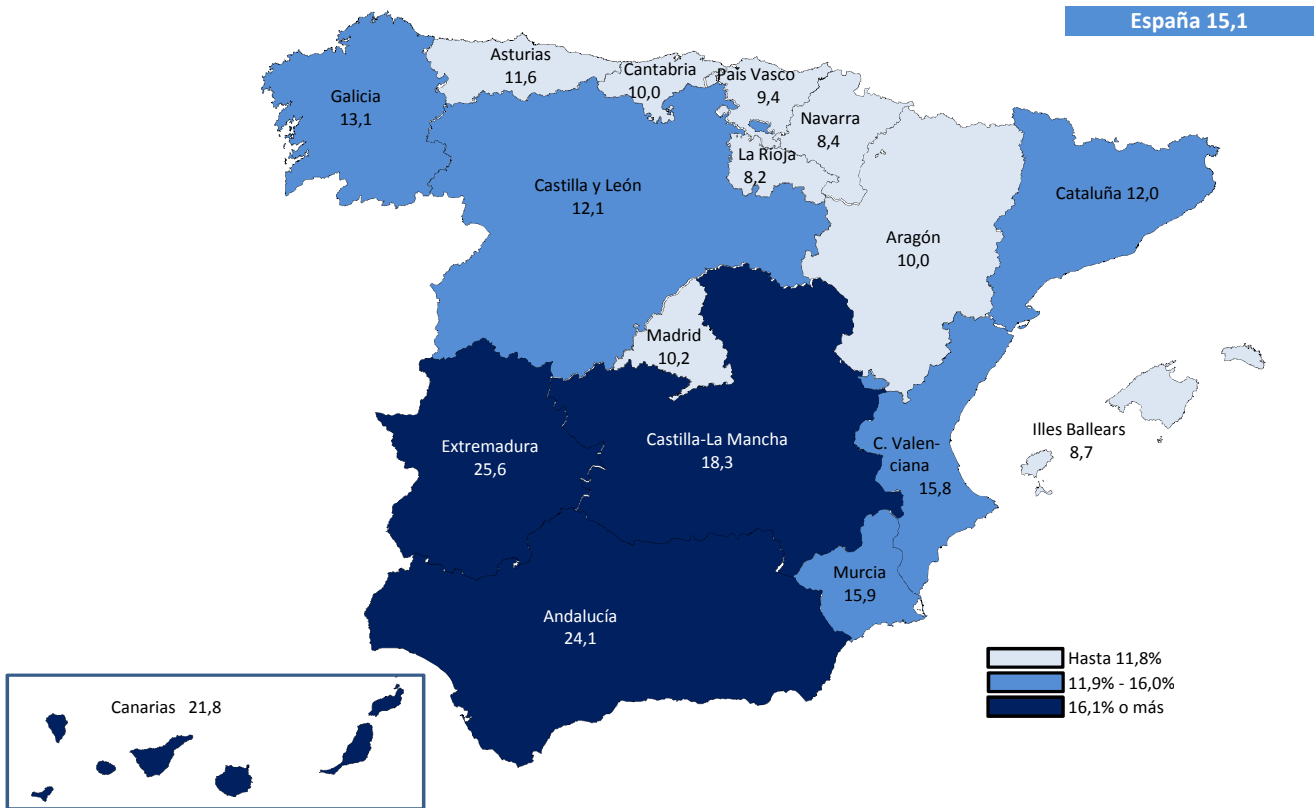 España 15,1
Asturias
11,6
Cantabria
10,0
País Vasco
9,4
Galicia
13,1
Navarra
8,4
La Rioja
8,2
Castilla y León
12,1
Cataluña 12,0
Aragón
10,0
Madrid
10,2
Illes Ballears
8,7
Extremadura
25,6
Castilla-La Mancha
18,3
C. Valen-
ciana
15,8
Murcia
15,9
Andalucía
24,1
Canarias 21,8
Hasta 11,8%
11,9% - 16,0%
16,1% o más